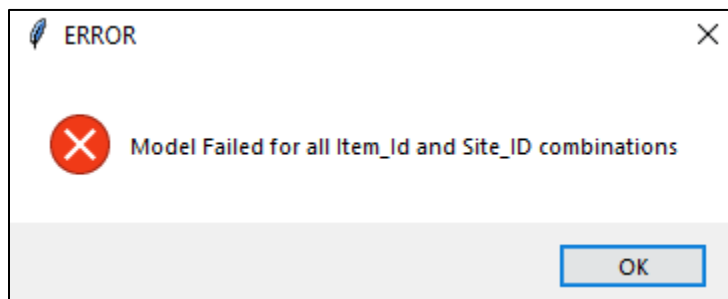 ERROR
Model Failed for all Item_Id and Site_ID combinations
OK